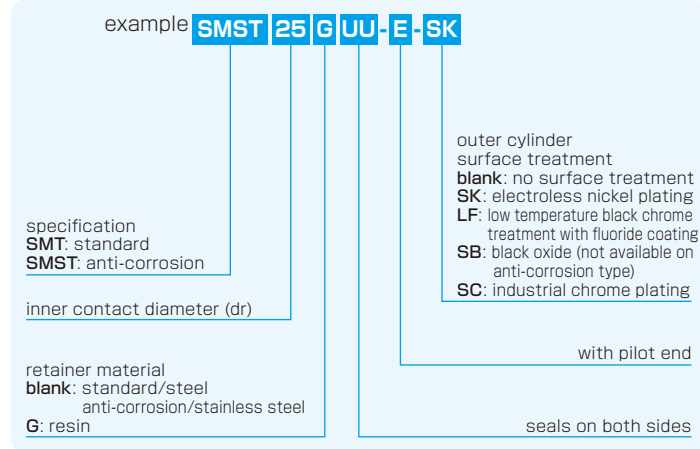 example SMST 25 G UU - E - SK
specification
SMT: standard
SMST: anti-corrosion
inner contact diameter (dr)
retainer material
blank: standard/steel
anti-corrosion/stainless steel
G: resin
outer cylinder
surface treatment
blank: no surface treatment
SK: electroless nickel plating
LF: low temperature black chrome
treatment with fluoride coating
SB: black oxide (not available on
anti-corrosion type)
SC: industrial chrome plating
with pilot end
seals on both sides